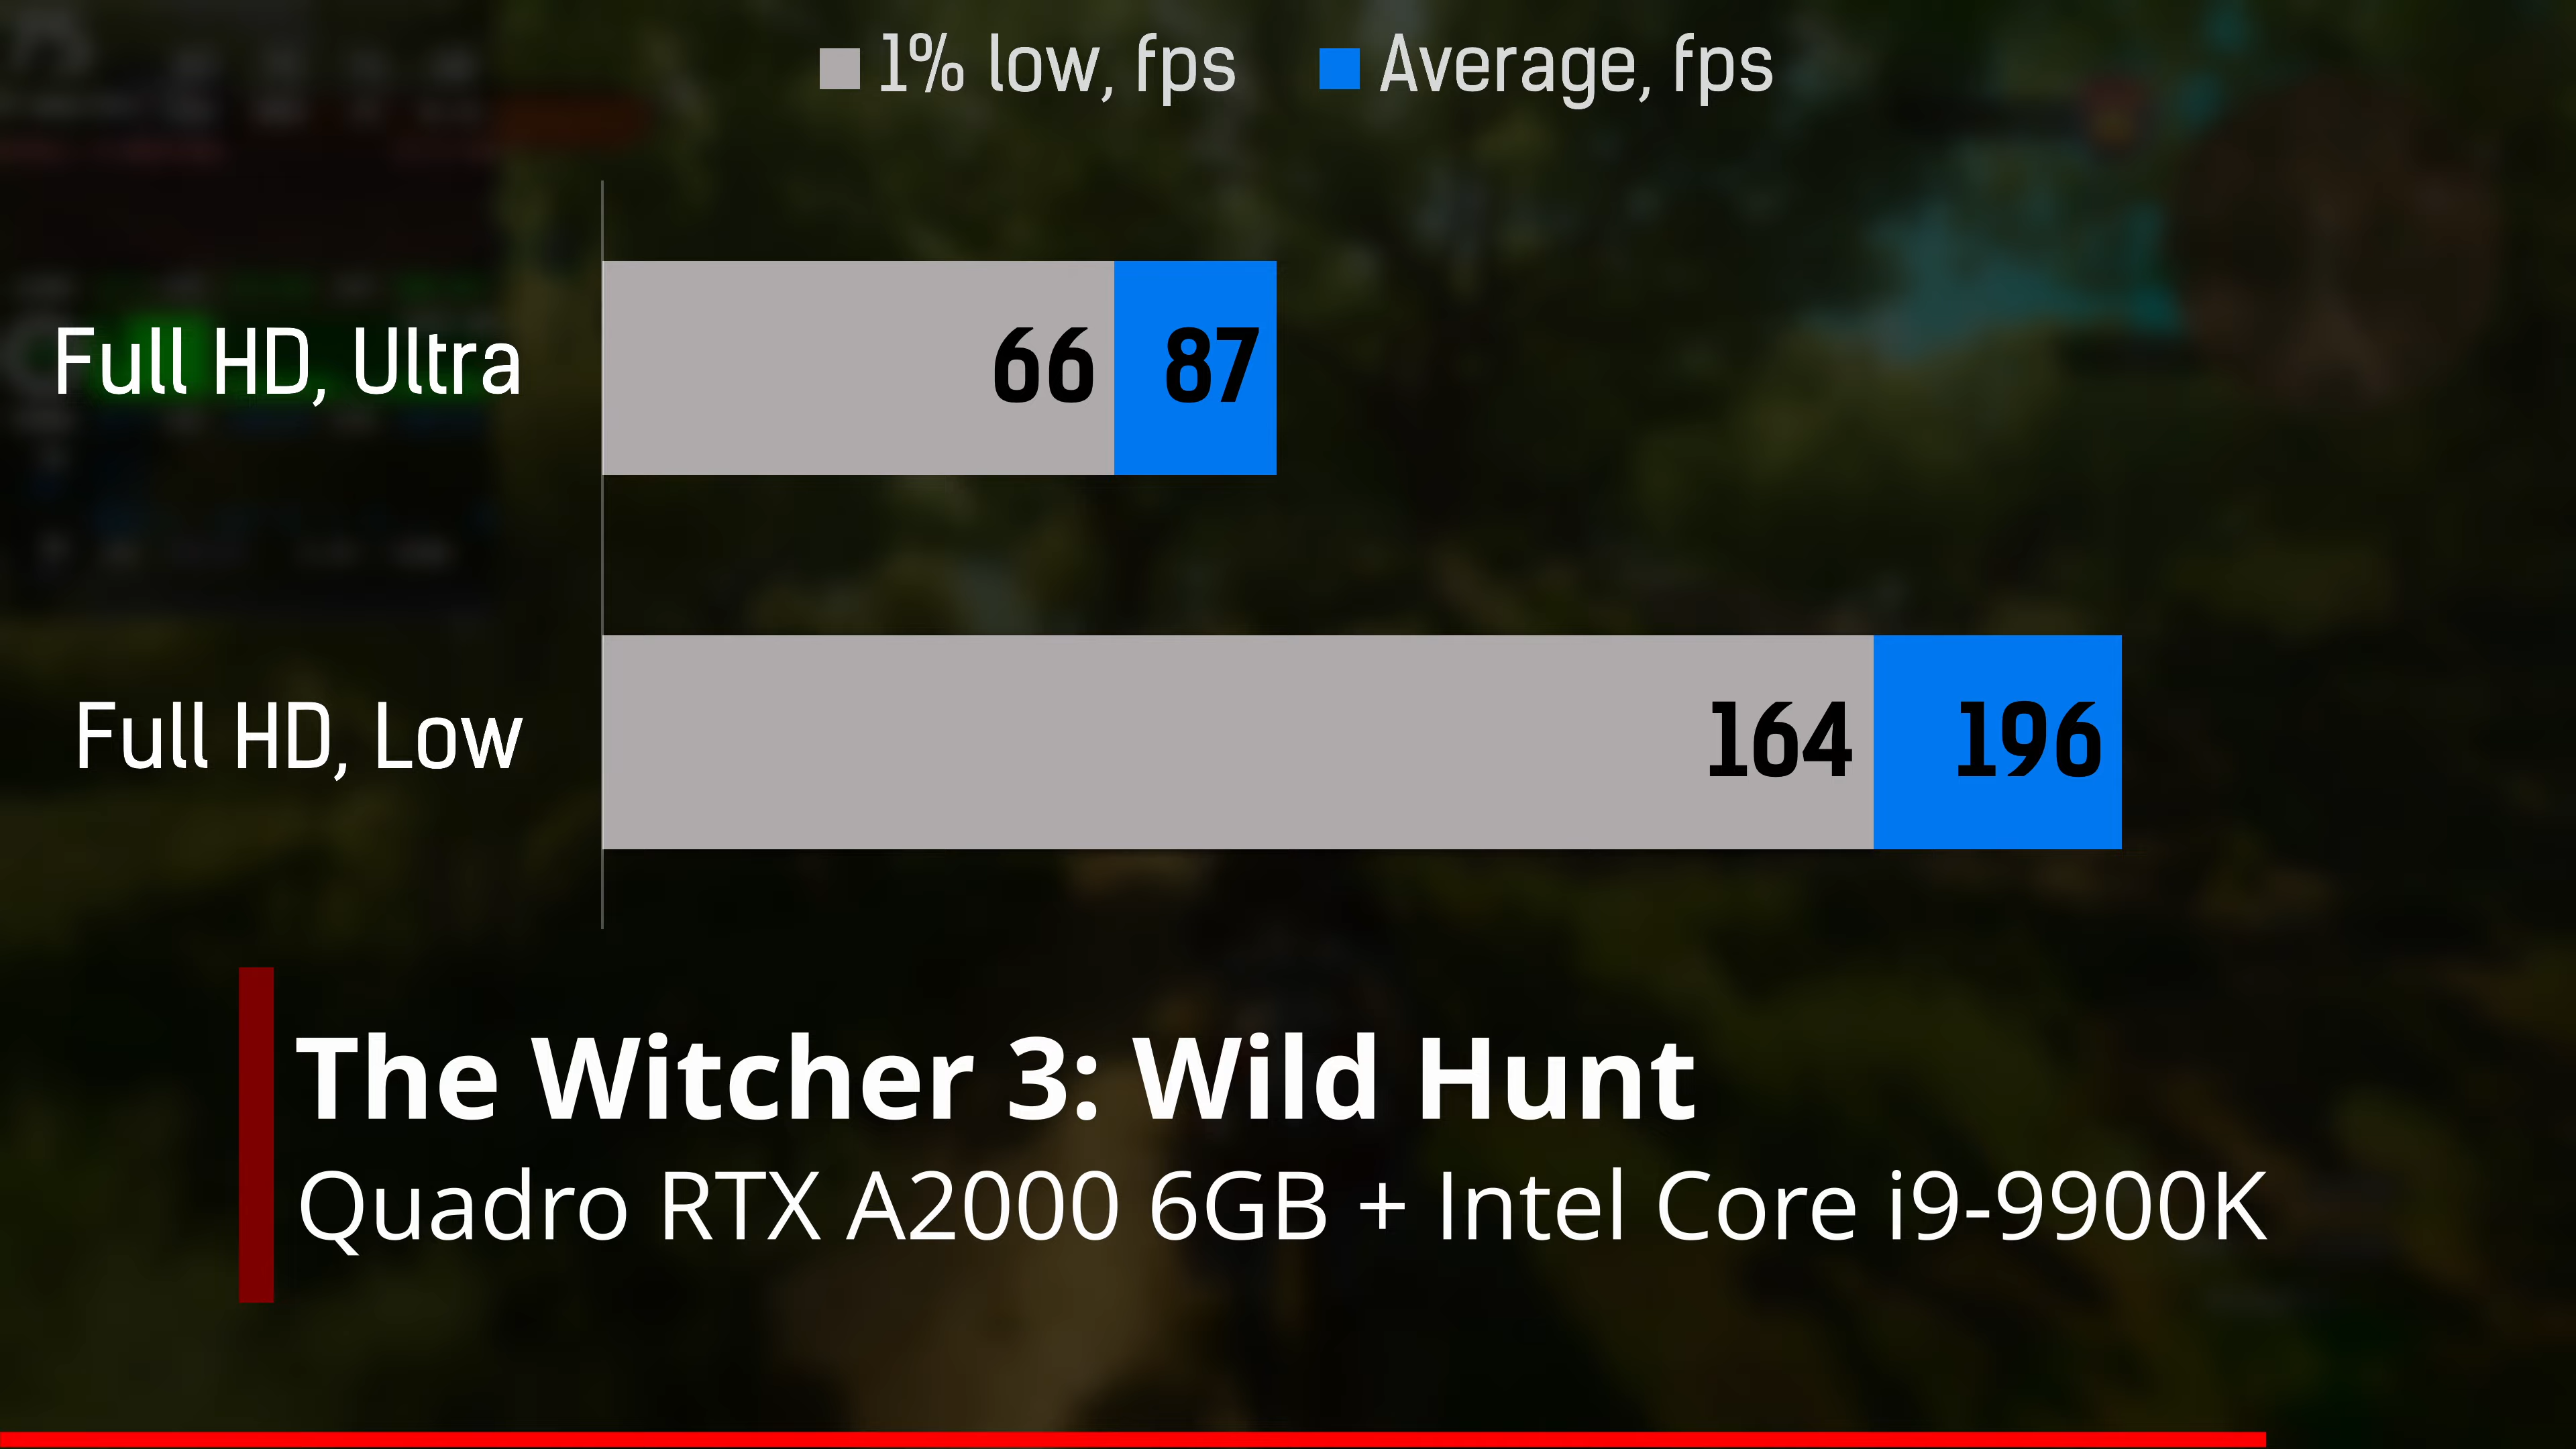 1% low, fps Average, fps
Full HD, Ultra 66 87
Full HD, Low 164 196
The Witcher 3: Wild Hunt
Quadro RTX A2000 6GB + Intel Core i9-9900K